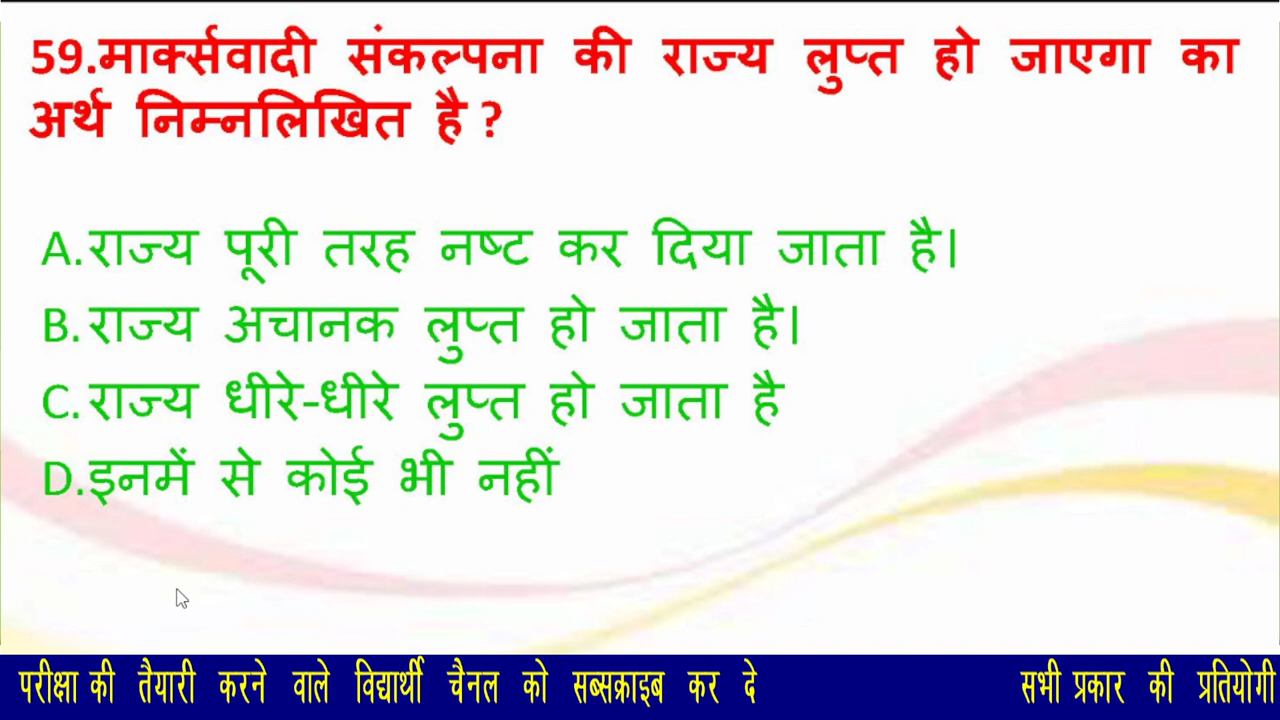 59.मार्क्सवादी संकल्पना की राज्य लुप्त हो जाएगा का
अर्थ निम्नलिखित है ?
A.राज्य पूरी तरह नष्ट कर दिया जाता है।
B.राज्य अचानक लुप्त हो जाता है।
C.राज्य धीरे-धीरे लुप्त हो जाता है
D.इनमें से कोई भी नहीं
परीक्षा की तैयारी करने वाले विद्यार्थी चैनल को सब्सक्राइब कर दे सभी प्रकार की प्रतियोगी